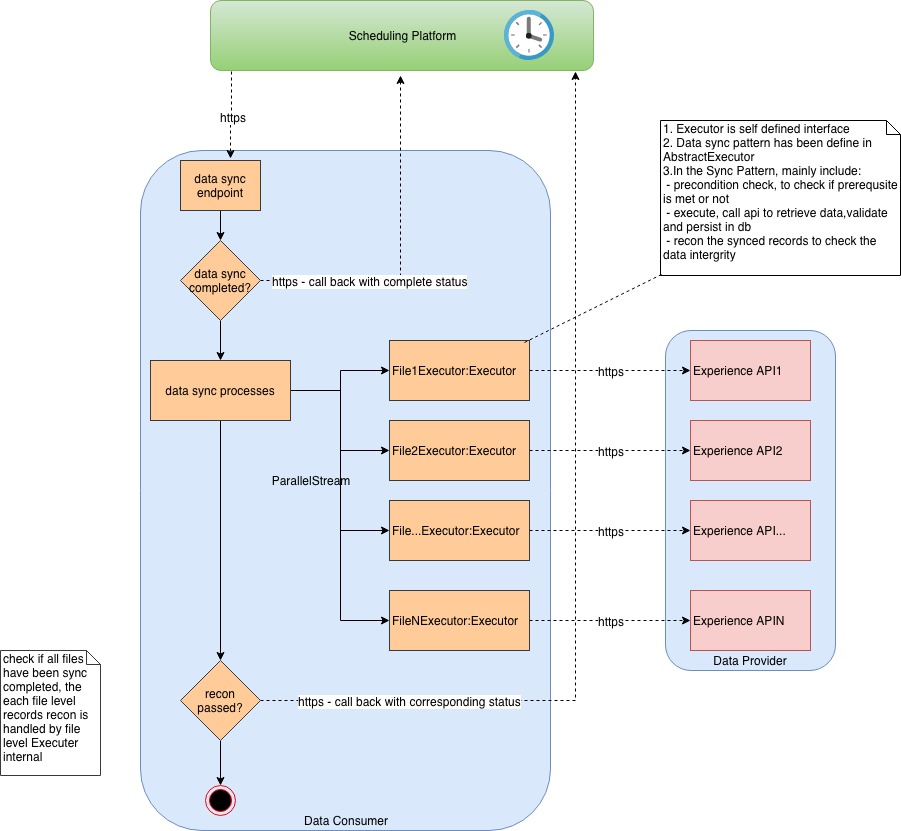 Scheduling Platform
https
data sync
endpoint
data sync
completed?
https - call back with complete status
1. Executor is self defined interface
2. Data sync pattern has been define in
AbstractExecutor
3.In the Sync Pattern, mainly include:
- precondition check, to check if prerequsite
is met or not
- execute, call api to retrieve data,validate
and persist in db
- recon the synced records to check the
data intergrity
data sync processes
ParallelStream
File1Executor:Executor
https
Experience API1
File2Executor:Executor
https
Experience API2
File...Executor:Executor
https
Experience API...
FileNExecutor:Executor
https
Experience APIN
Data Provider
check if all files
have been sync
completed, the
each file level
records recon is
handled by file
level Executer
internal
recon
passed?
https - call back with corresponding status
Data Consumer